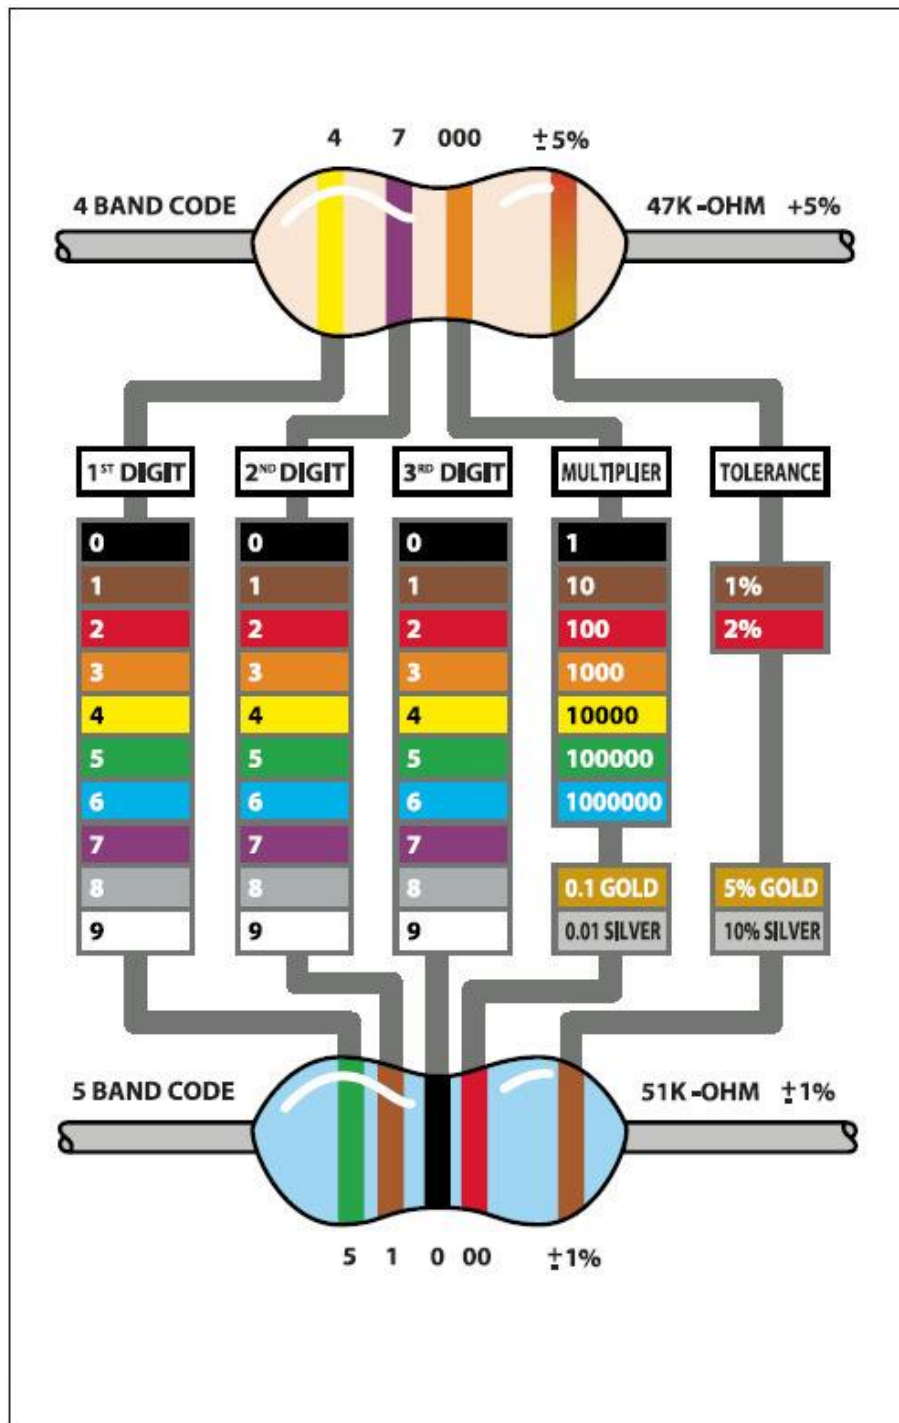 4 7 000 ±5%
4 BAND CODE 47K-OHM +5%
1ST DIGIT 2ND DIGIT 3RD DIGIT MULTIPLIER TOLERANCE
0 0 0 1
1 1 1 10 1%
2 2 2 100 2%
3 3 3 1000
4 4 4 10000
5 5 5 100000
6 6 6 1000000
7 7 7
8 8 8 0.1 GOLD 5% GOLD
9 9 9 0.01 SILVER 10% SILVER
5 BAND CODE 51K-OHM ±1%
5 1 0 00 ±1%